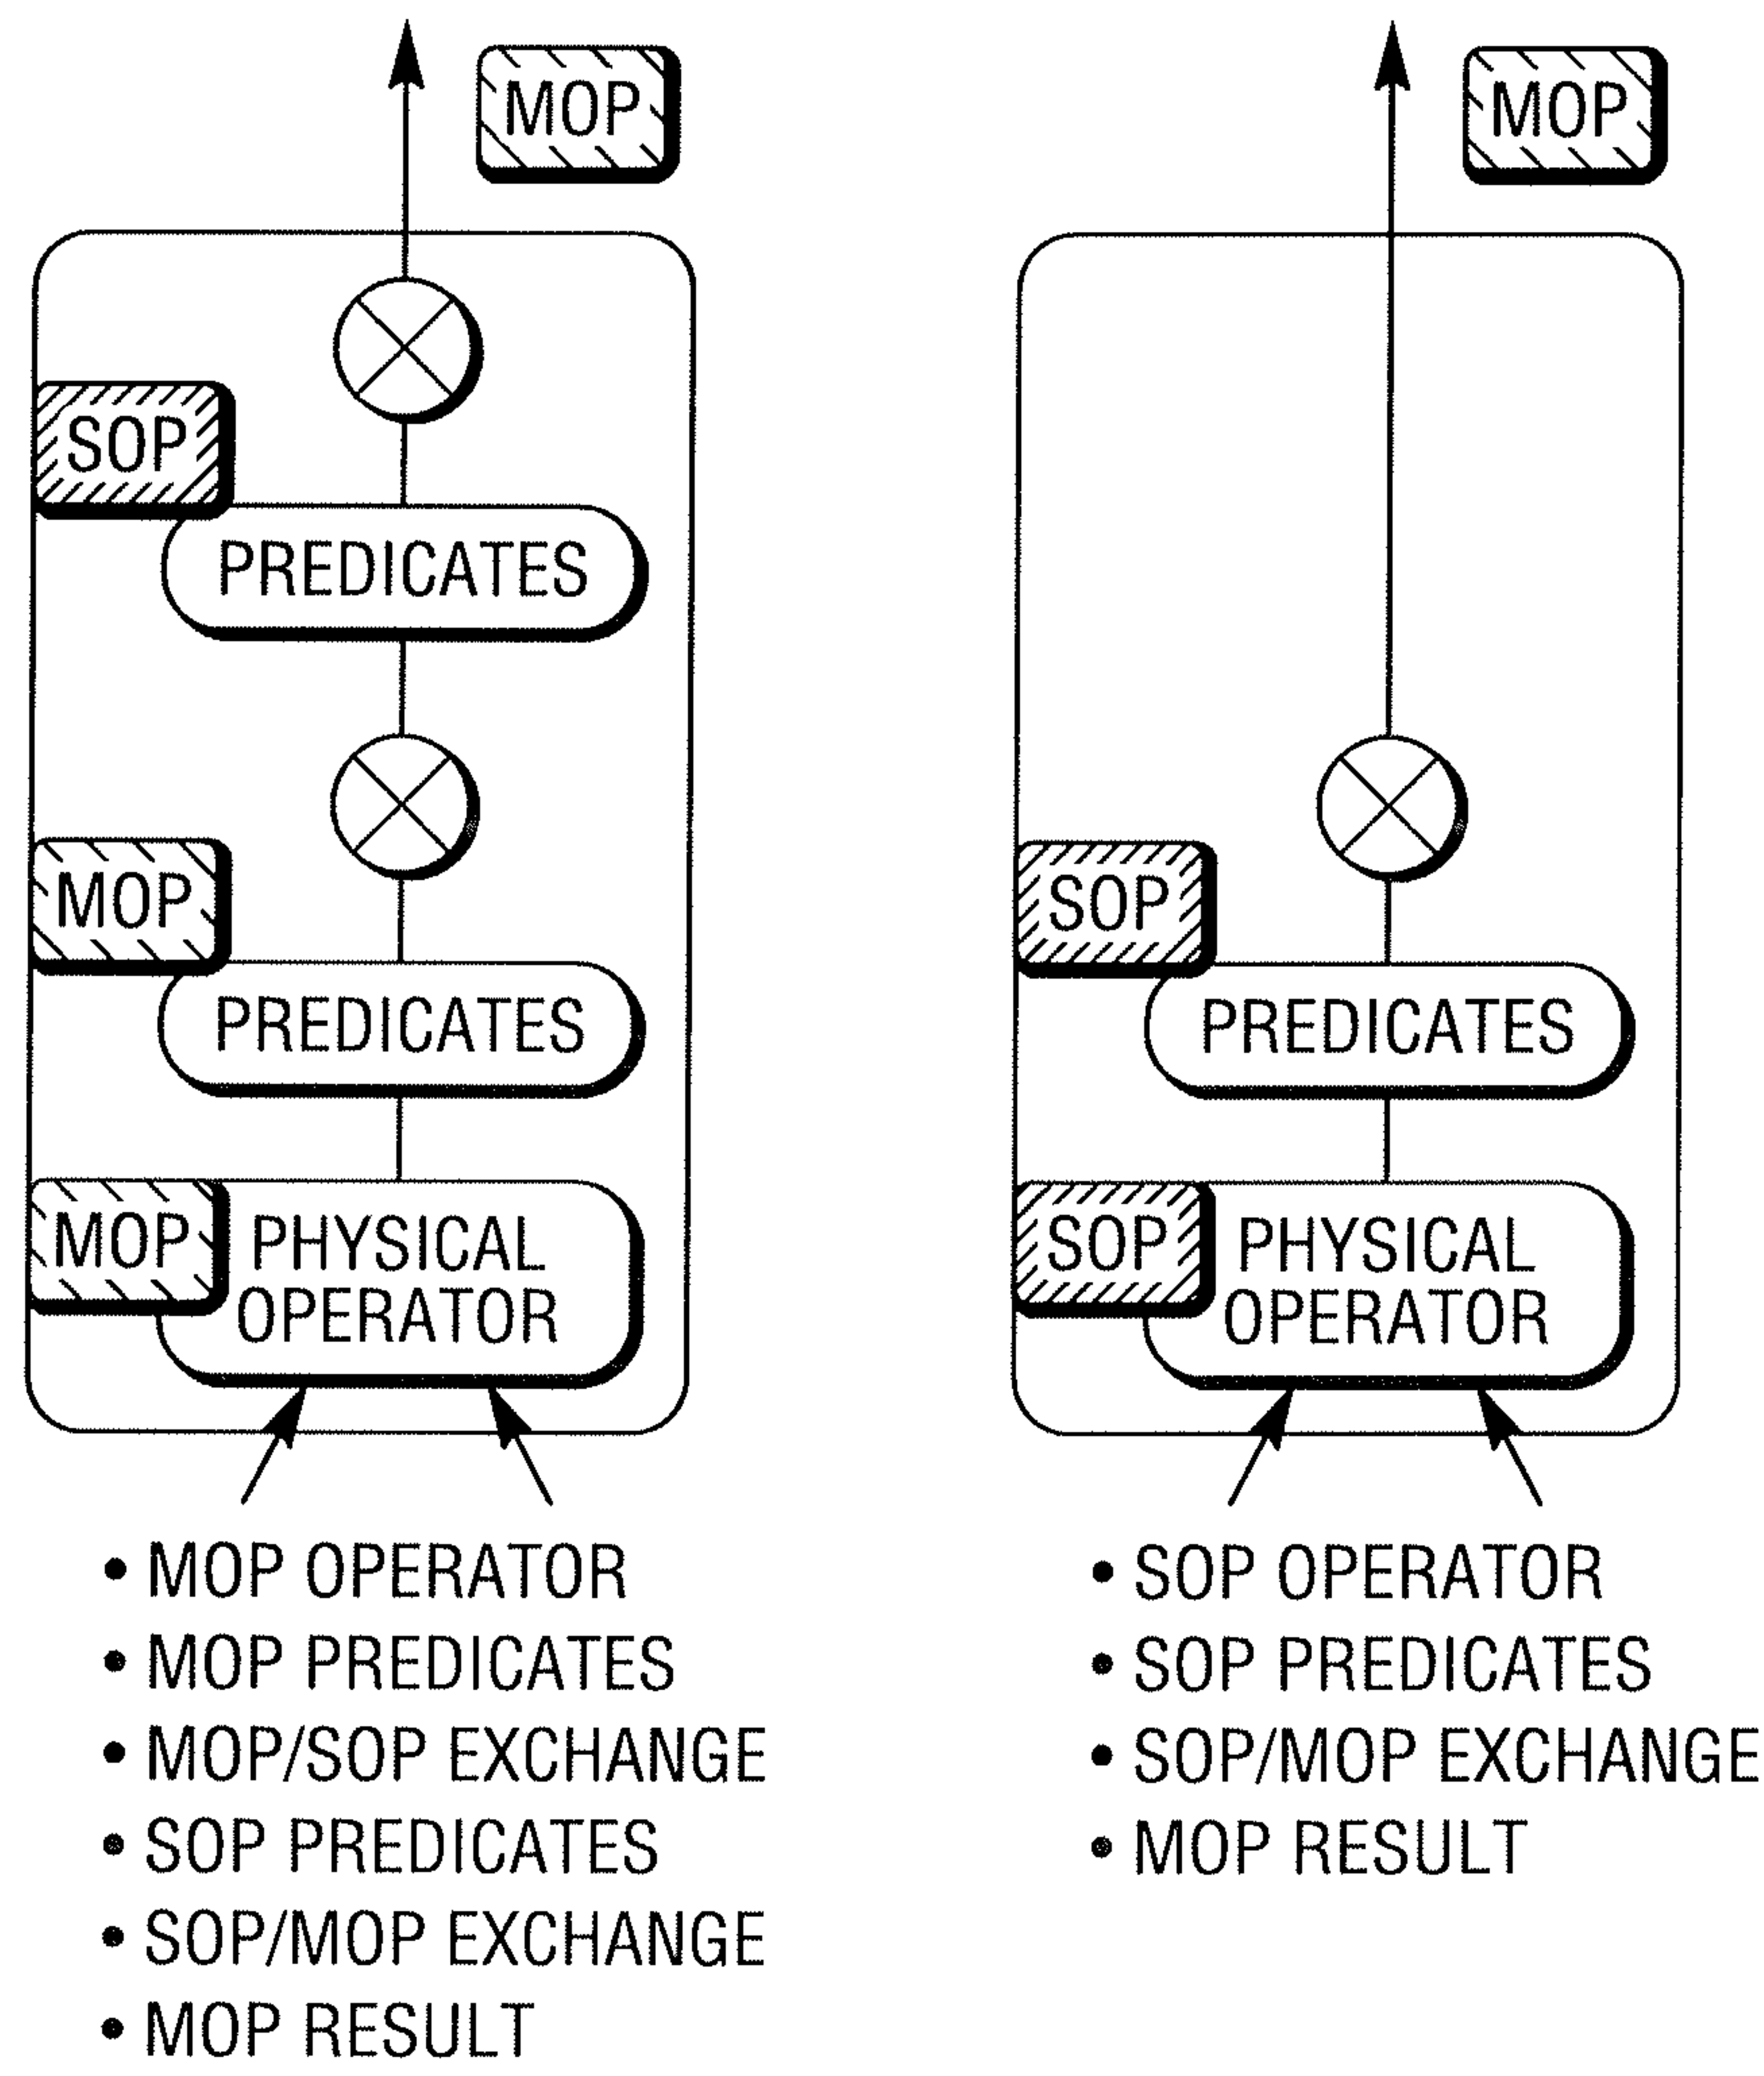 MOP
SOP
PREDICATES
MOP
PREDICATES
MOP
PHYSICAL
OPERATOR
• MOP OPERATOR
• MOP PREDICATES
• MOP/SOP EXCHANGE
• SOP PREDICATES
• SOP/MOP EXCHANGE
• MOP RESULT
MOP
SOP
PREDICATES
SOP
PHYSICAL
OPERATOR
• SOP OPERATOR
• SOP PREDICATES
• SOP/MOP EXCHANGE
• MOP RESULT